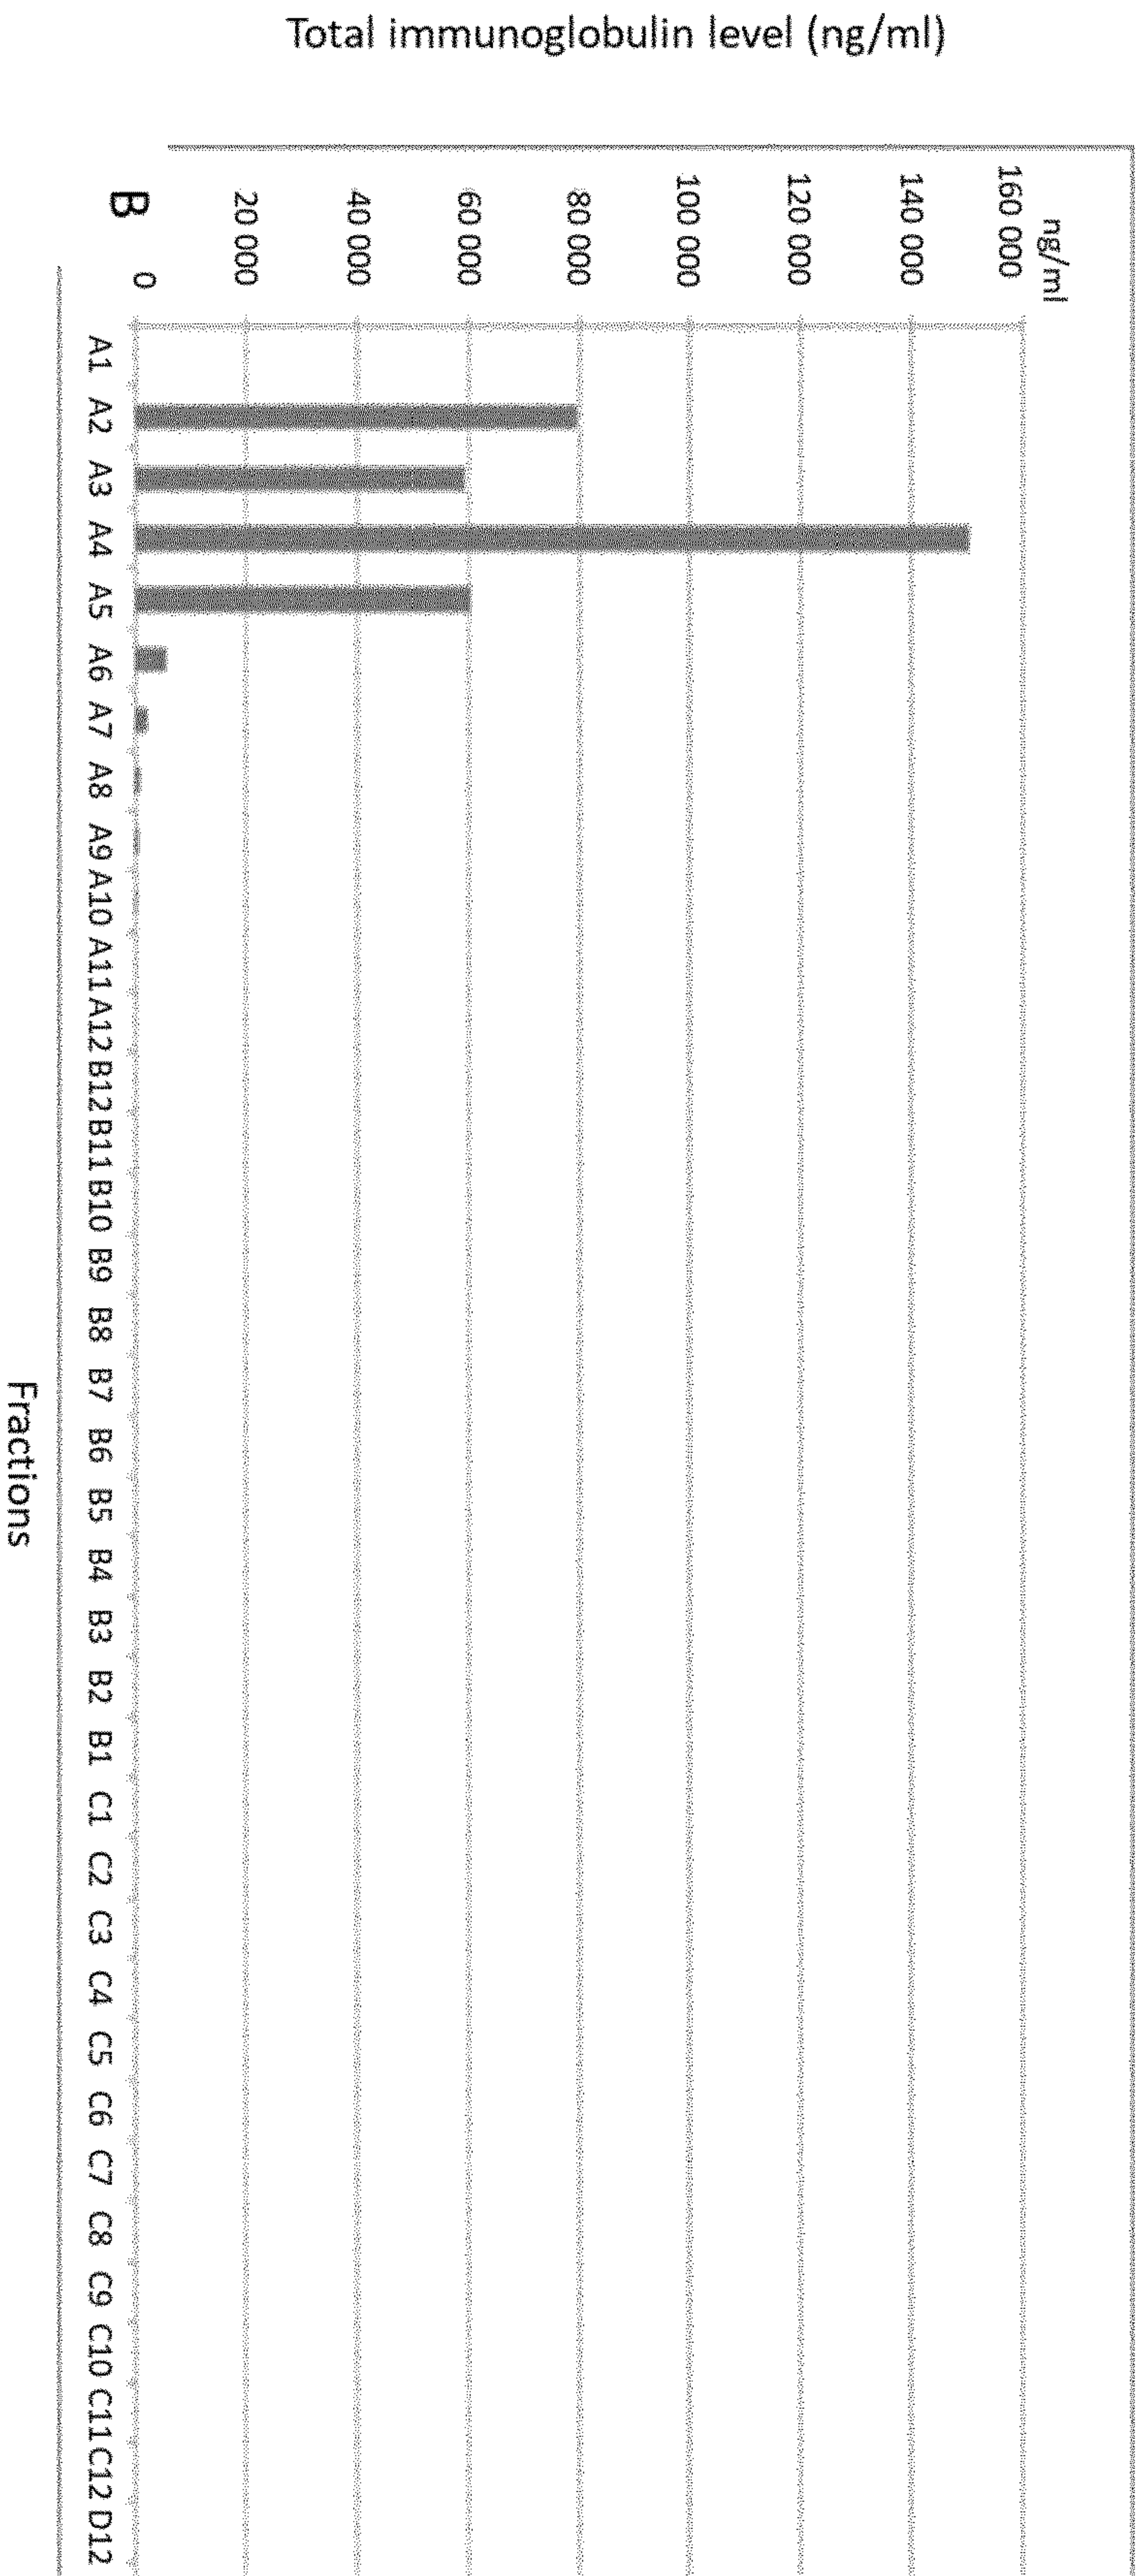 Total immunoglobulin level (ng/ml)
ng/ml
160 000
140 000
120 000
100 000
80 000
60 000
40 000
20 000
0
B
A1 A2 A3 A4 A5 A6 A7 A8 A9 A10 A11 A12 B12 B11 B10 B9 B8 B7 B6 B5 B4 B3 B2 B1 C1 C2 C3 C4 C5 C6 C7 C8 C9 C10 C11 C12 D12
Fractions